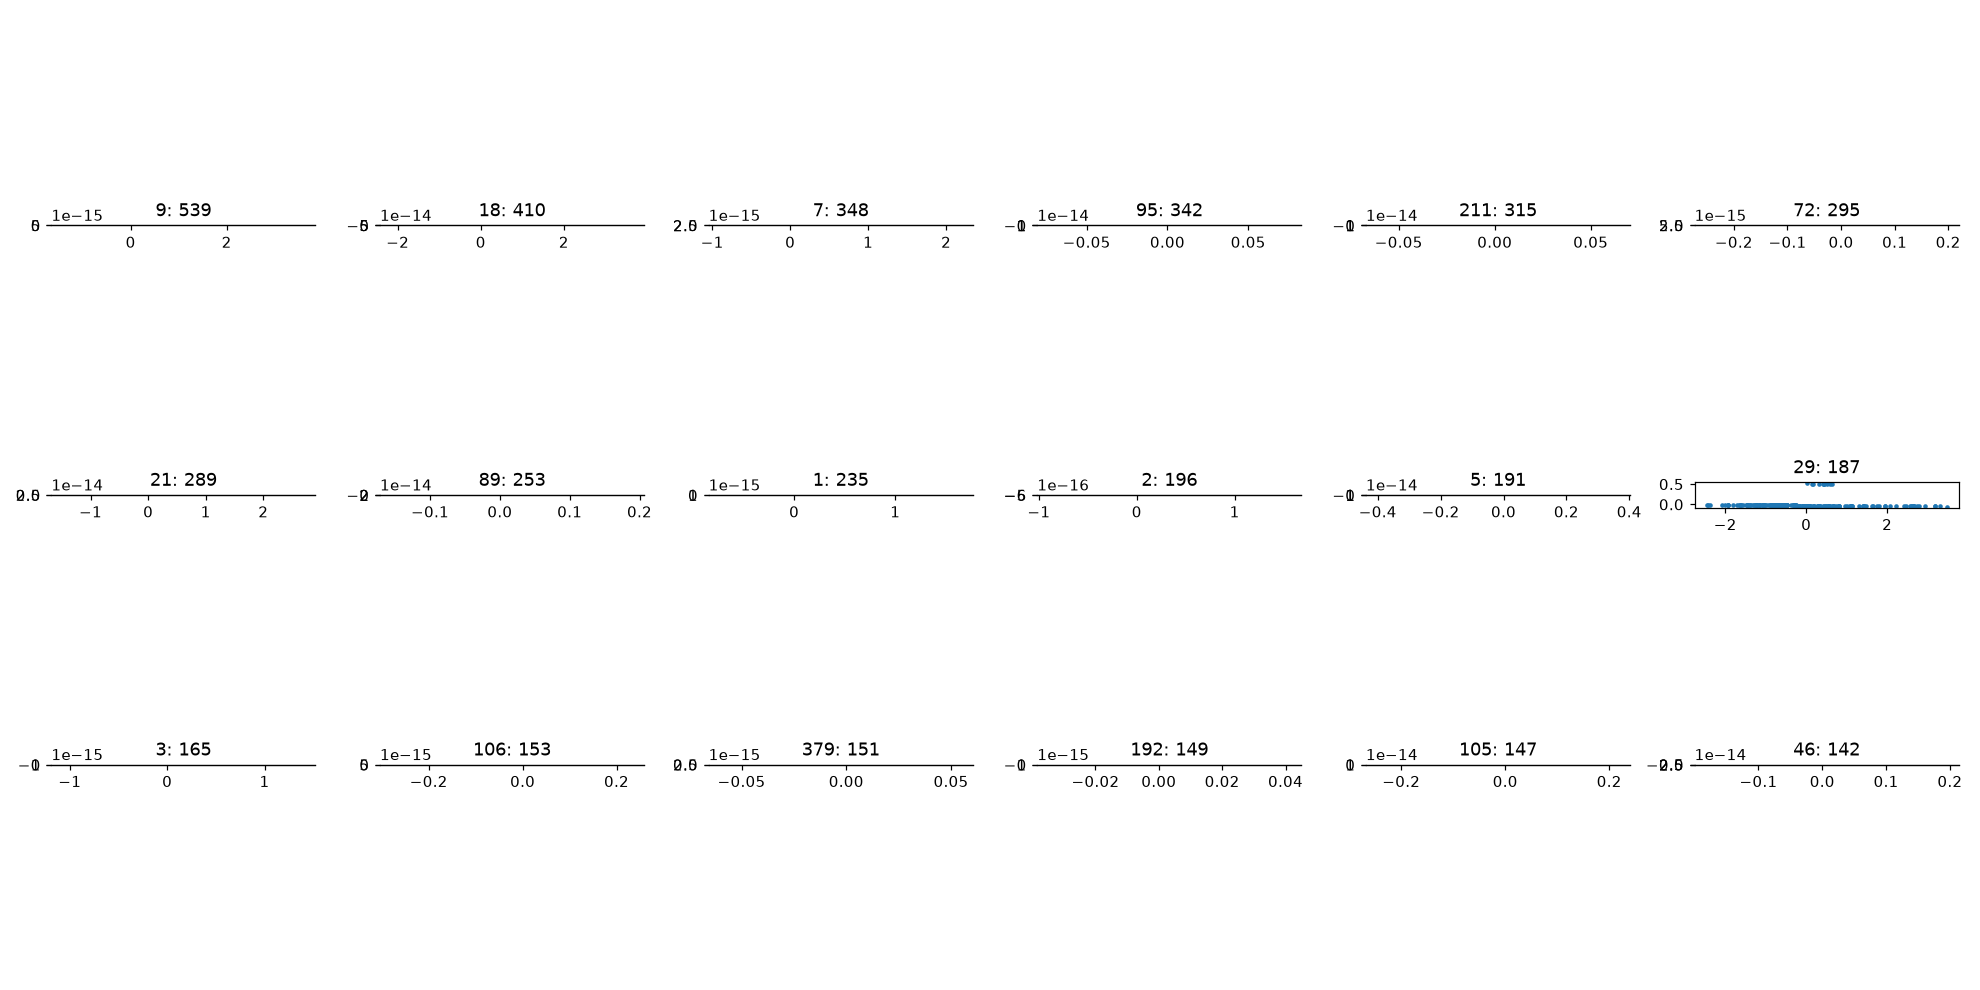 1e−15 9: 539
0 2
1e−14 18: 410
−2 0 2
1e−15 7: 348
−1 0 1 2
1e−14 95: 342
−0.05 0.00 0.05
1e−14 211: 315
−0.05 0.00 0.05
1e−15 72: 295
−0.2 −0.1 0.0 0.1 0.2
1e−14 21: 289
−1 0 1 2
1e−14 89: 253
−0.1 0.0 0.1 0.2
1e−15 1: 235
0 1
1e−16 2: 196
−1 0 1
1e−14 5: 191
−0.4 −0.2 0.0 0.2 0.4
29: 187
0.5
0.0
−2 0 2
1e−15 3: 165
−1 0 1
1e−15 106: 153
−0.2 0.0 0.2
1e−15 379: 151
−0.05 0.00 0.05
1e−15 192: 149
−0.02 0.00 0.02 0.04
1e−14 105: 147
−0.2 0.0 0.2
1e−14 46: 142
−0.1 0.0 0.1 0.2